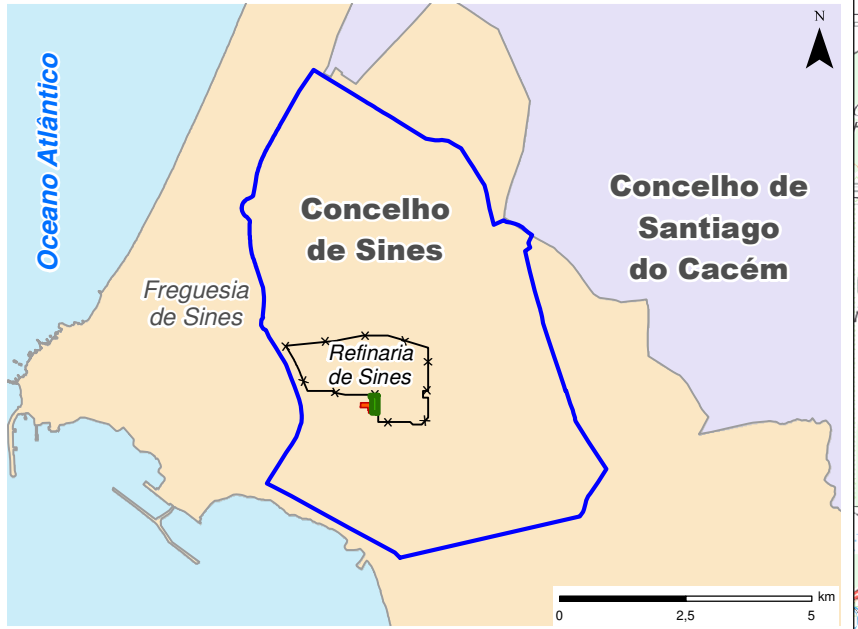 N
Oceano Atlântico
Concelho
de Sines
Concelho de
Santiago
do Cacém
Freguesia
de Sines
Refinaria
de Sines
km
0
2,5
5